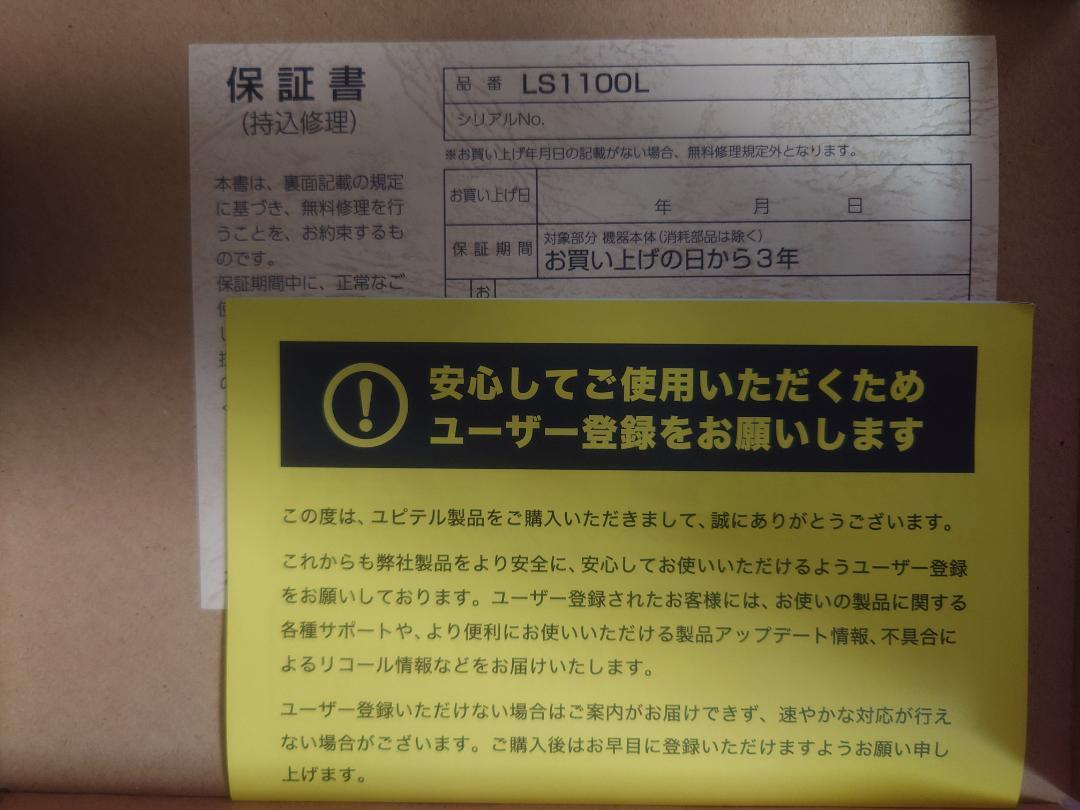 保証書
(持込修理)
本書は、裏面記載の規定
に基づき、無料修理を行
うことを、お約束するも
のです。
保証期間中に、正常なご
品番 LS1100L
シリアルNo.
※お買い上げ年月日の記載がない場合、無料修理規定外となります。
お買い上げ日 年 月 日
保証期間 対象部分 機器本体(消耗部品は除く)
お買い上げの日から3年
お
安心してご使用いただくため
ユーザー登録をお願いします
この度は、ユピテル製品をご購入いただきまして、誠にありがとうございます。
これからも弊社製品をより安全に、安心してお使いいただけるようユーザー登録
をお願いしております。ユーザー登録されたお客様には、お使いの製品に関する
各種サポートや、より便利にお使いいただける製品アップデート情報、不具合に
よるリコール情報などをお届けいたします。
ユーザー登録いただけない場合はご案内がお届けできず、速やかな対応が行え
ない場合がございます。ご購入後はお早目に登録いただけますようお願い申し
上げます。